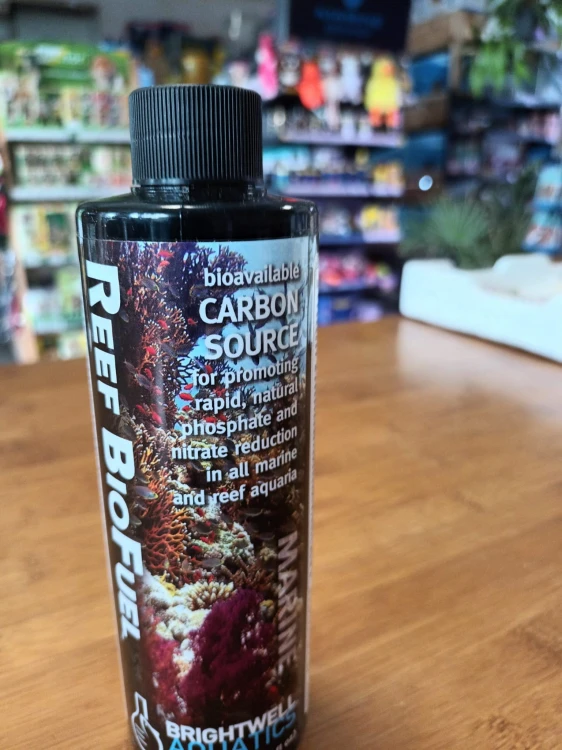 REEF BIOFUEL
bioavailable
CARBON
SOURCE
for promoting
rapid, natural
phosphate and
nitrate reduction
in all marine
and reef aquaria
MARINE
BRIGHTWELL
AQUATICS